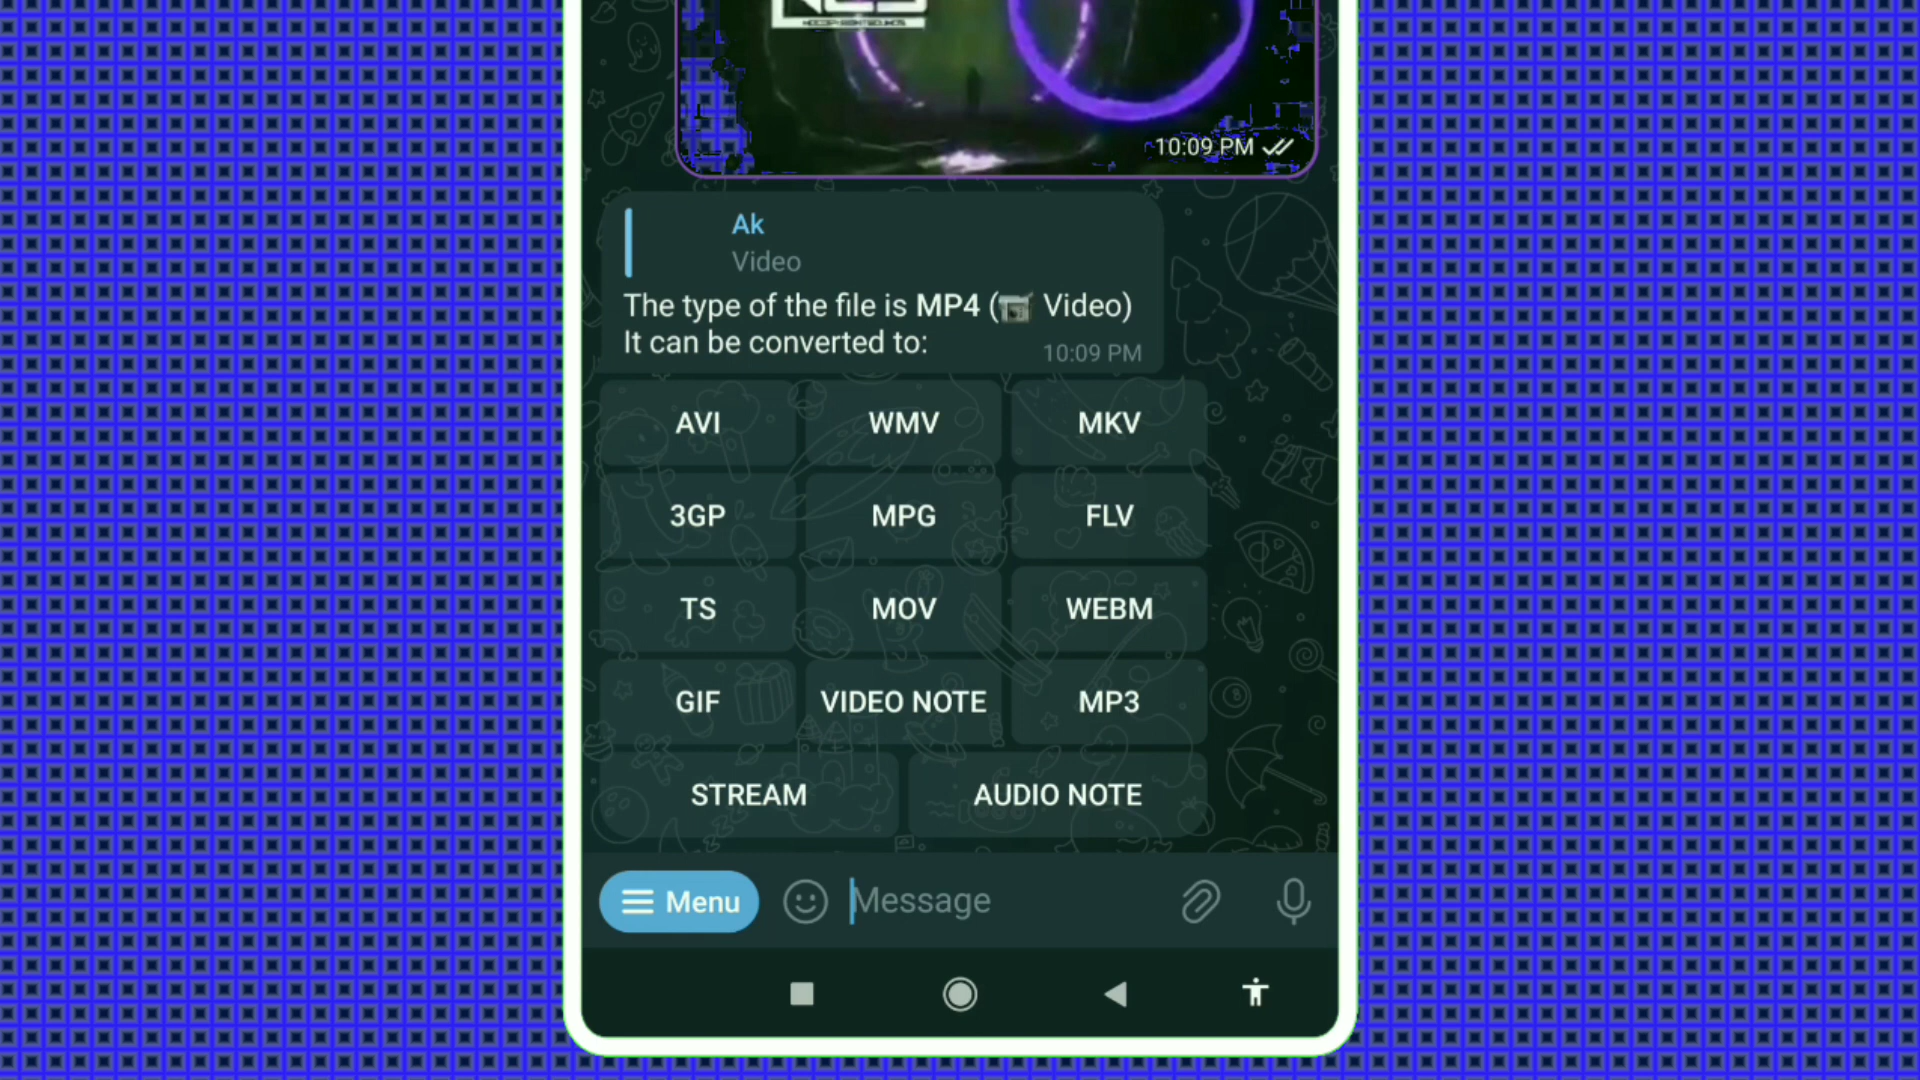 10:09 PM
Ak
Video
The type of the file is MP4 (📹 Video)
It can be converted to:
10:09 PM
AVI WMV MKV
3GP MPG FLV
TS MOV WEBM
GIF VIDEO NOTE MP3
STREAM AUDIO NOTE
Menu Message